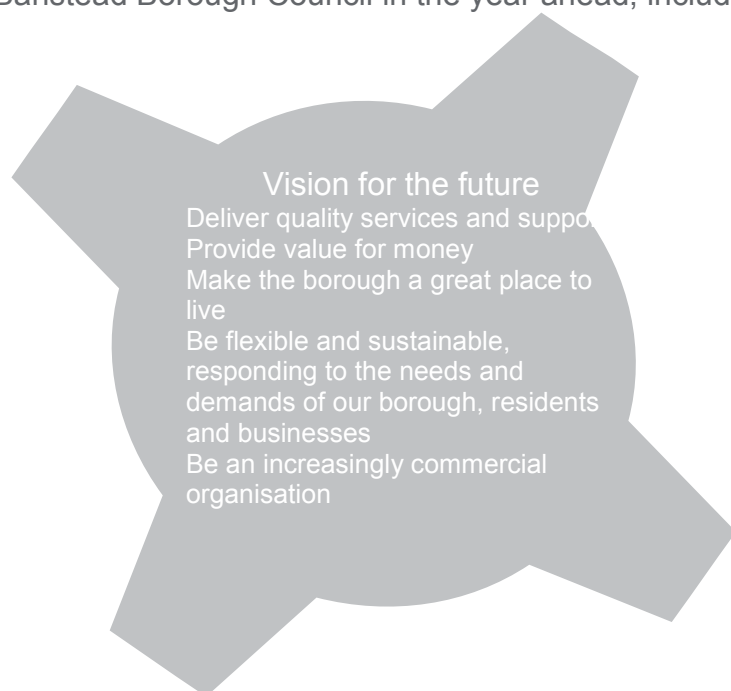 Banstead Borough Council in the year ahead, includ
Vision for the future
Deliver quality services and suppo
Provide value for money
Make the borough a great place to
live
Be flexible and sustainable,
responding to the needs and
demands of our borough, residents
and businesses
Be an increasingly commercial
organisation